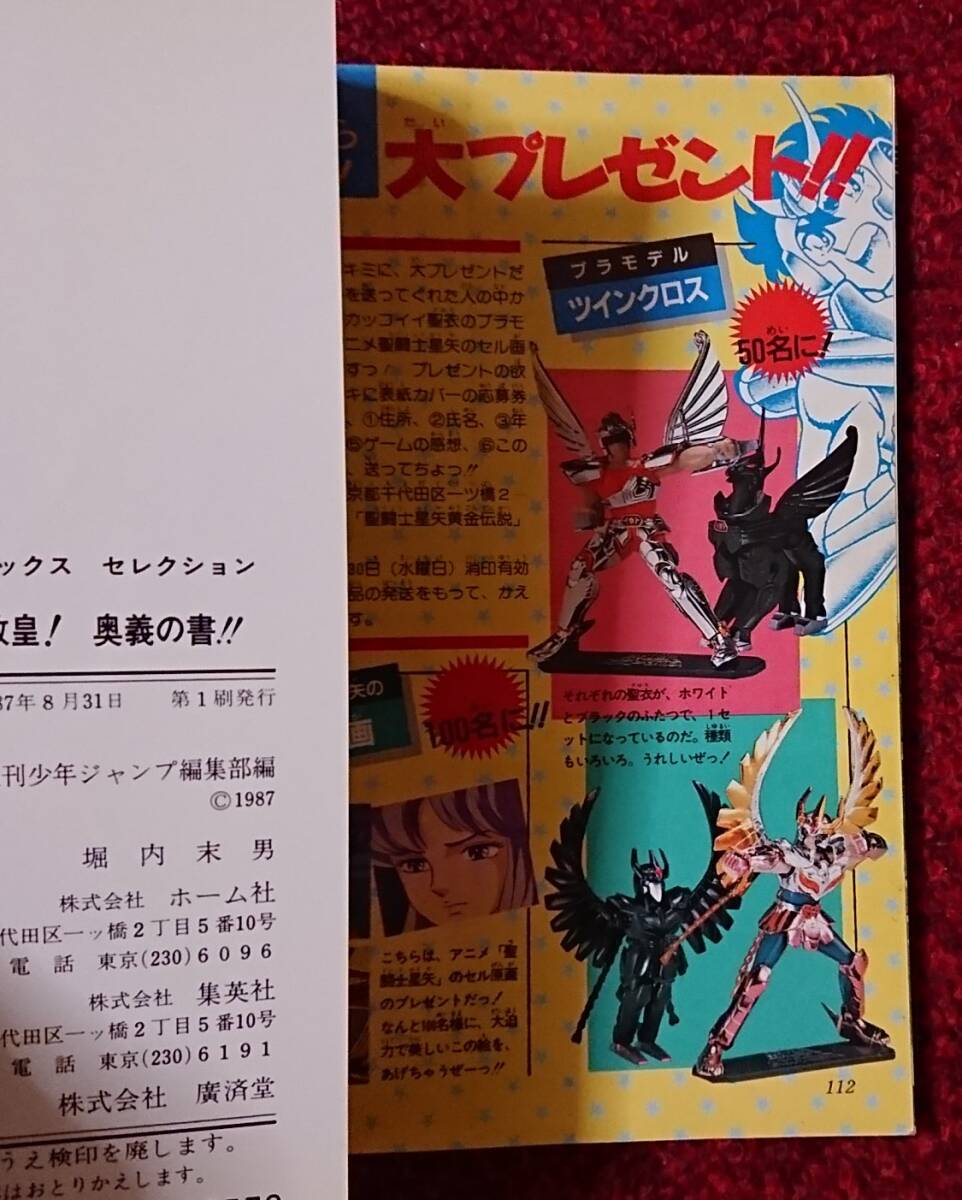 ックス セレクション
皇! 奥義の書!!
87年8月31日 第1刷発行
刊少年ジャンプ編集部編
©1987
堀内末男
株式会社 ホーム社
代田区一ッ橋2丁目5番10号
電話 東京(230)6096
株式会社 集英社
代田区一ッ橋2丁目5番10号
電話 東京(230)6191
株式会社 廣済堂
うえ検印を廃します。
はおとりかえします。
大プレゼント!!
キミに、大プレゼントだ
を送ってくれた人の中か
カッコイイ聖衣のプラモ
ニメ聖闘士星矢のセル画
すっ! プレゼントの欲
キに表紙カバーの応募券
、①住所、②氏名、③年
⑤ゲームの感想、⑥この
、送ってちょっ!!
京都千代田区一ツ橋2
「聖闘士星矢黄金伝説」
30日(水曜日)消印有効
品の発送をもって、かえ
す。
プラモデル
ツインクロス
50名に!
それぞれの聖衣が、ホワイト
とブラックのふたつで、1セ
ットになっているのだ。種類
もいろいろ。うれしいぜっ!
矢の
画
100名に!!
こちらは、アニメ「聖
闘士星矢」のセル原画
のプレゼントだっ!
なんと100名様に、大迫
力で美しいこの絵を、
あげちゃうぜーっ!!
112